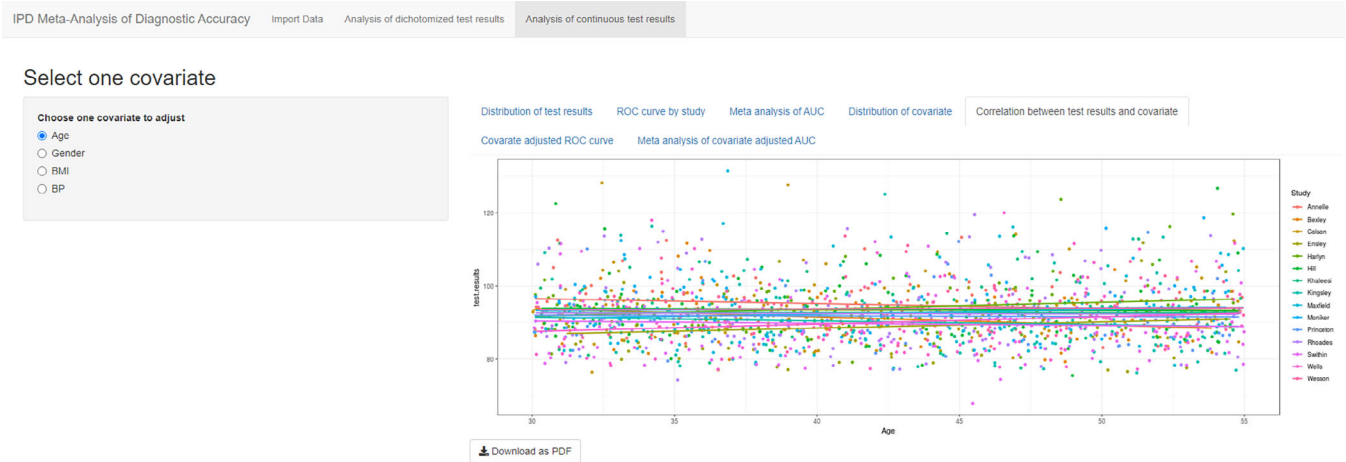 IPD Meta-Analysis of Diagnostic Accuracy Import Data Analysis of dichotomized test results Analysis of continuous test results
Select one covariate
Choose one covariate to adjust
Age
Gender
BMI
BP
Distribution of test results ROC curve by study Meta analysis of AUC Distribution of covariate Correlation between test results and covariate
Covarate adjusted ROC curve Meta analysis of covariate adjusted AUC
120
100
80
test results
30 35 40 45 50 55
Age
Study
Annelle
Bexley
Celson
Ensley
Harlyn
Hill
Khaleesi
Kingsley
Maxfield
Moniker
Princeton
Rhoades
Swithin
Wells
Wesson
Download as PDF